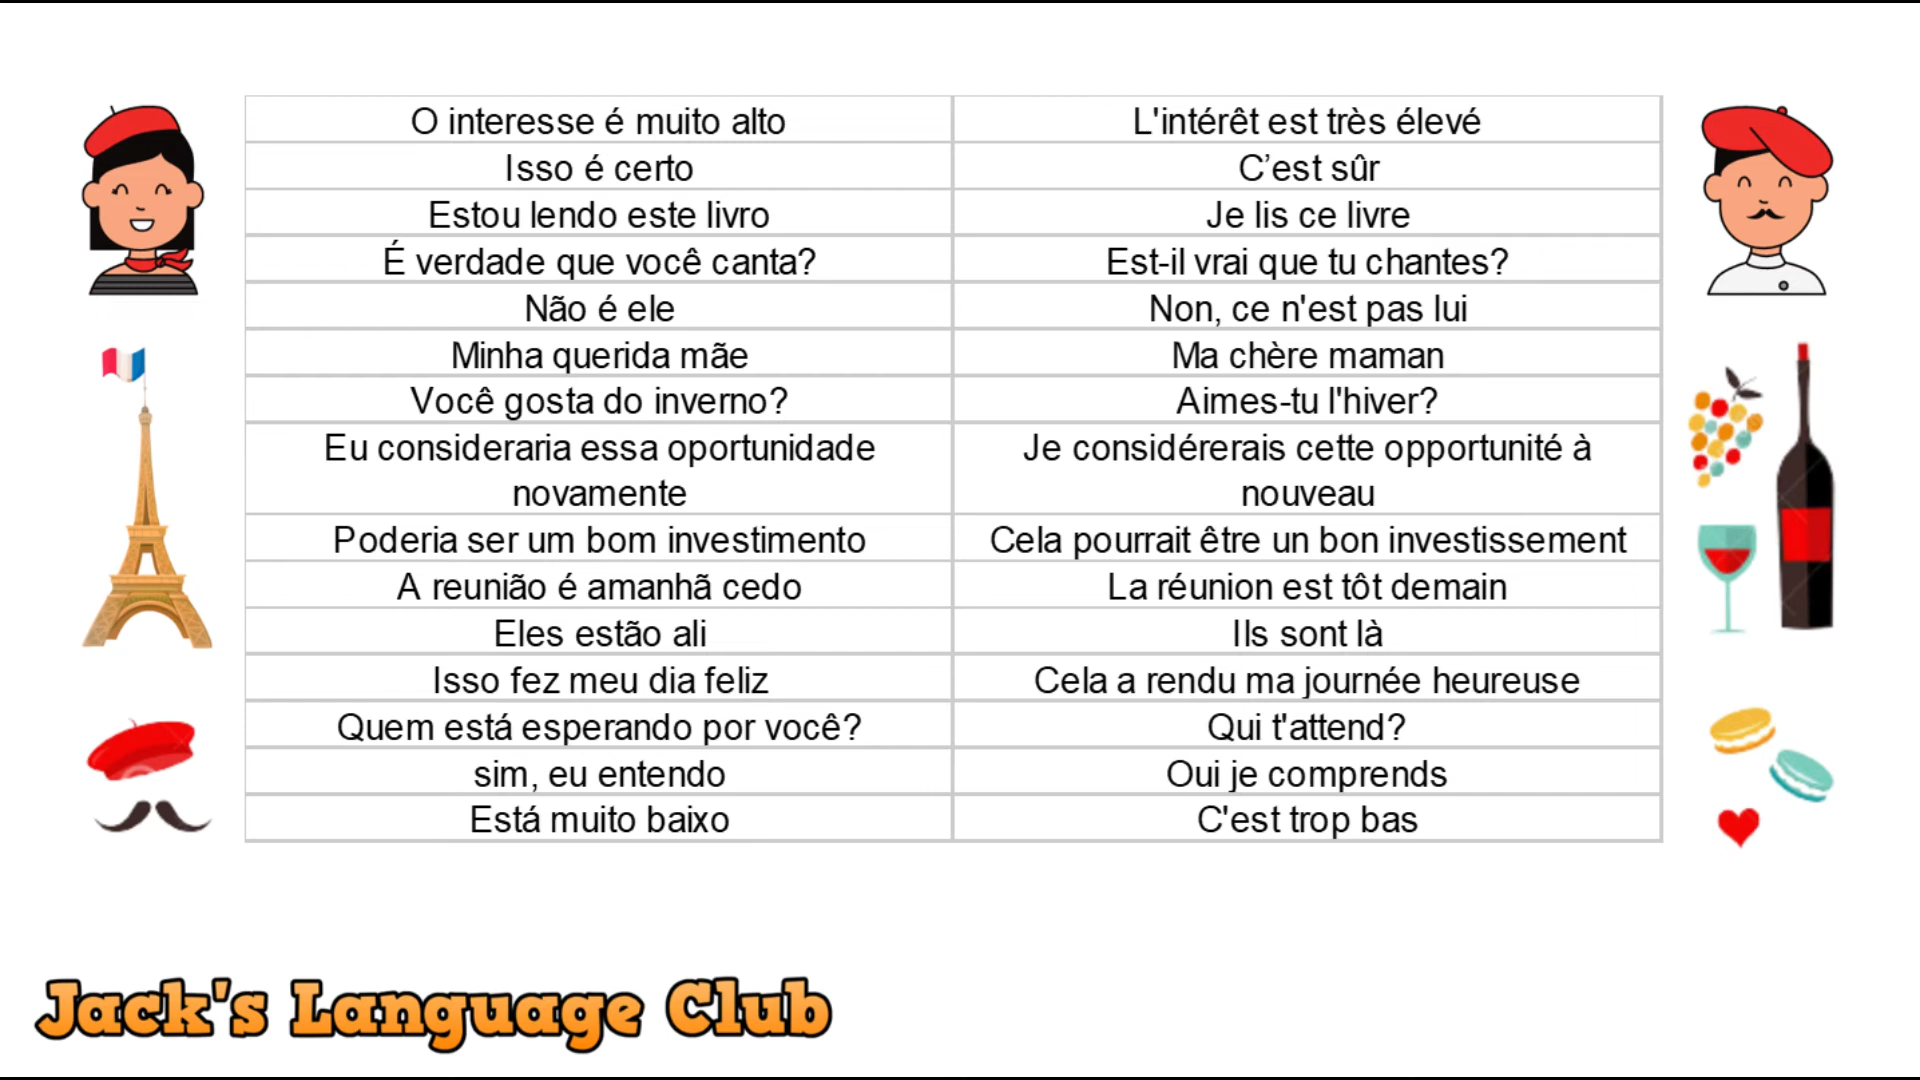 O interesse é muito alto L'intérêt est très élevé
Isso é certo C’est sûr
Estou lendo este livro Je lis ce livre
É verdade que você canta? Est-il vrai que tu chantes?
Não é ele Non, ce n'est pas lui
Minha querida mãe Ma chère maman
Você gosta do inverno? Aimes-tu l'hiver?
Eu consideraria essa oportunidade
novamente
Je considérerais cette opportunité à
nouveau
Poderia ser um bom investimento Cela pourrait être un bon investissement
A reunião é amanhã cedo La réunion est tôt demain
Eles estão ali Ils sont là
Isso fez meu dia feliz Cela a rendu ma journée heureuse
Quem está esperando por você? Qui t'attend?
sim, eu entendo Oui je comprends
Está muito baixo C'est trop bas
Jack's Language Club